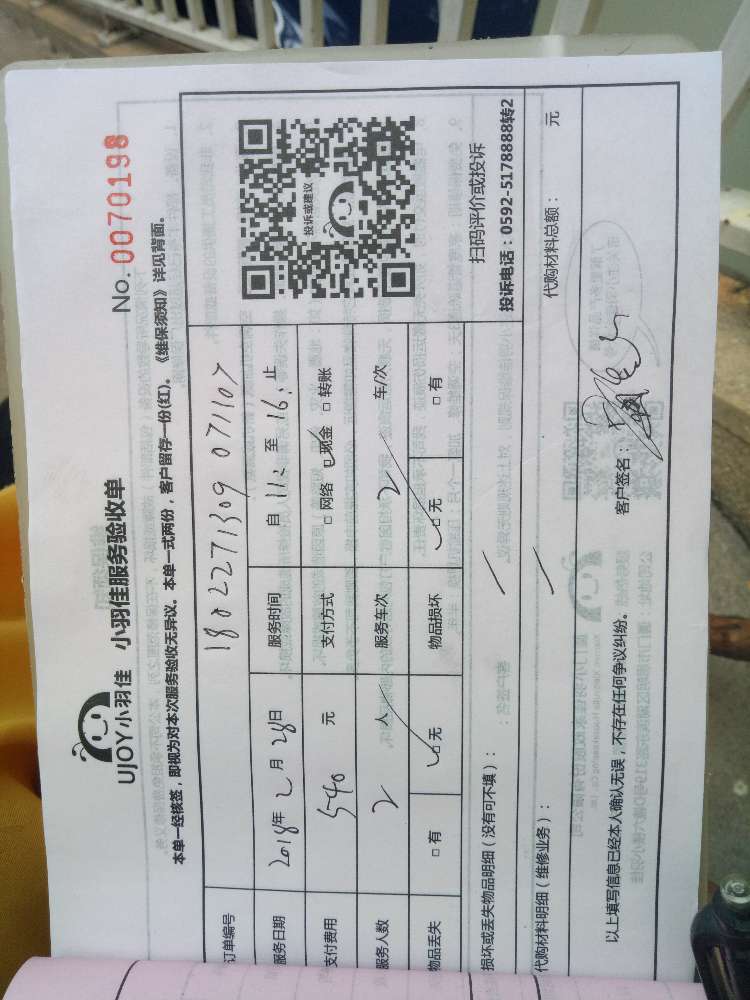 UJOY小羽佳 小羽佳服务验收单
No. 0070198
本单一经核签，即视为对本次服务验收无异议。本单一式两份，客户留存一份(红)。《维保须知》详见背面。
订单编号 1802271309 071107
服务日期 2018年2月28日 服务时间 自 11:2 至 16: 止
支付费用 540 元 支付方式 □网络 □现金 □转账
服务人数 2 人 服务车次 2 车/次
物品丢失 □有 □无 物品损坏 □无 □有
投诉或建议
扫码评价或投诉
投诉电话：0592-5178888转2
损坏或丢失物品明细（没有可不填）：
代购材料明细（维修业务）： 代购材料总额： 元
以上填写信息已经本人确认无误，不存在任何争议纠纷。 客户签名：